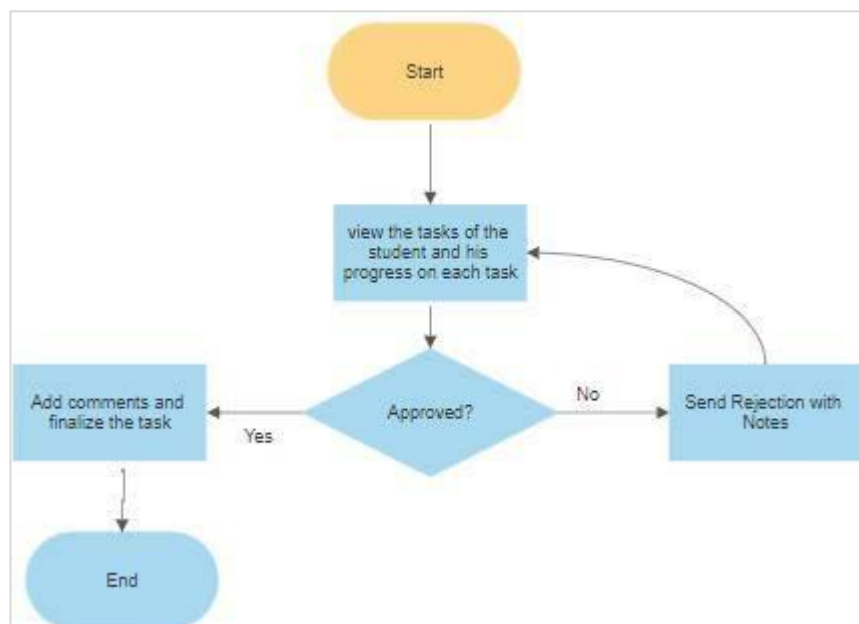 Start
view the tasks of the
student and his
progress on each task
Approved?
No
Yes
Send Rejection with
Notes
Add comments and
finalize the task
End